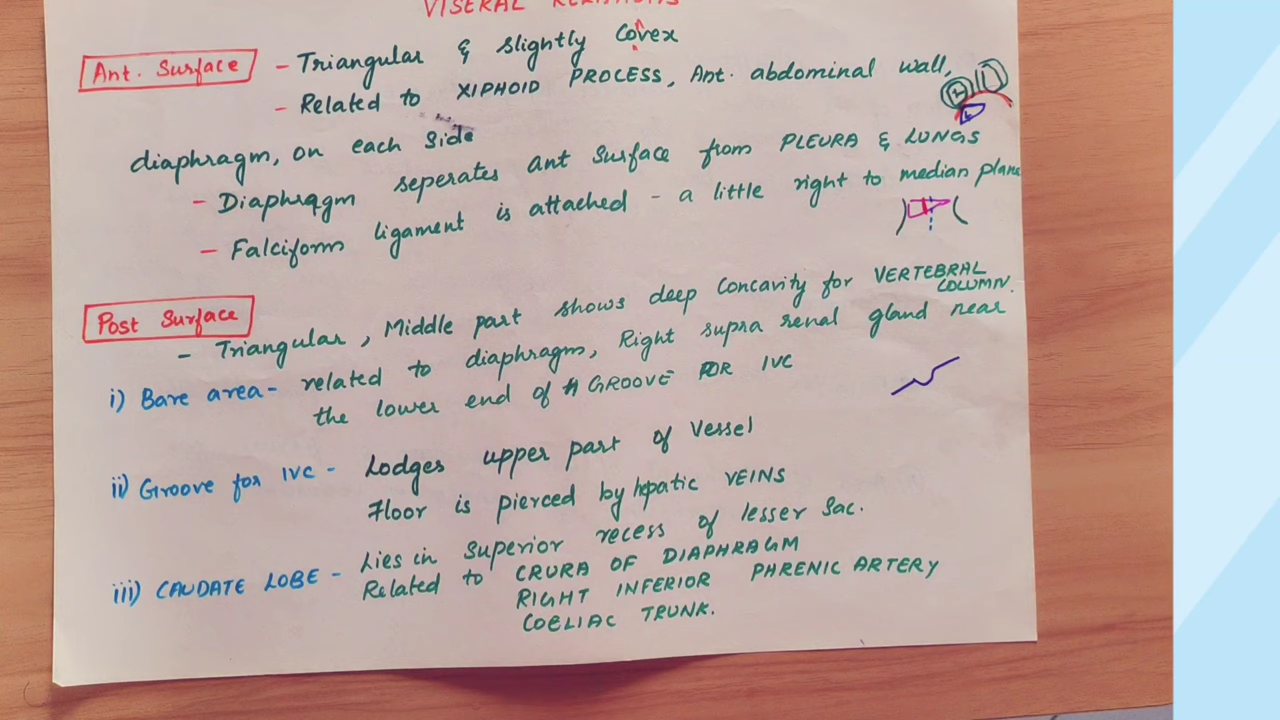 VISERAL RELATIONS
Ant. Surface - Triangular & slightly Covex
- Related to XIPHOID PROCESS, Ant. abdominal wall,
diaphragm, on each side
- Diaphragm seperates ant surface from PLEURA & LUNGS
- Falciform ligament is attached - a little right to median plane
Post Surface
- Triangular, Middle part shows deep concavity for VERTEBRAL COLUMN.
i) Bare area - related to diaphragm, Right supra renal gland near
the lower end of GROOVE FOR IVC
ii) Groove for IVC - Lodges upper part of Vessel
Floor is pierced by hepatic VEINS
iii) CAUDATE LOBE - Lies in superior recess of lesser sac.
Related to CRURA OF DIAPHRAGM
RIGHT INFERIOR PHRENIC ARTERY
COELIAC TRUNK.